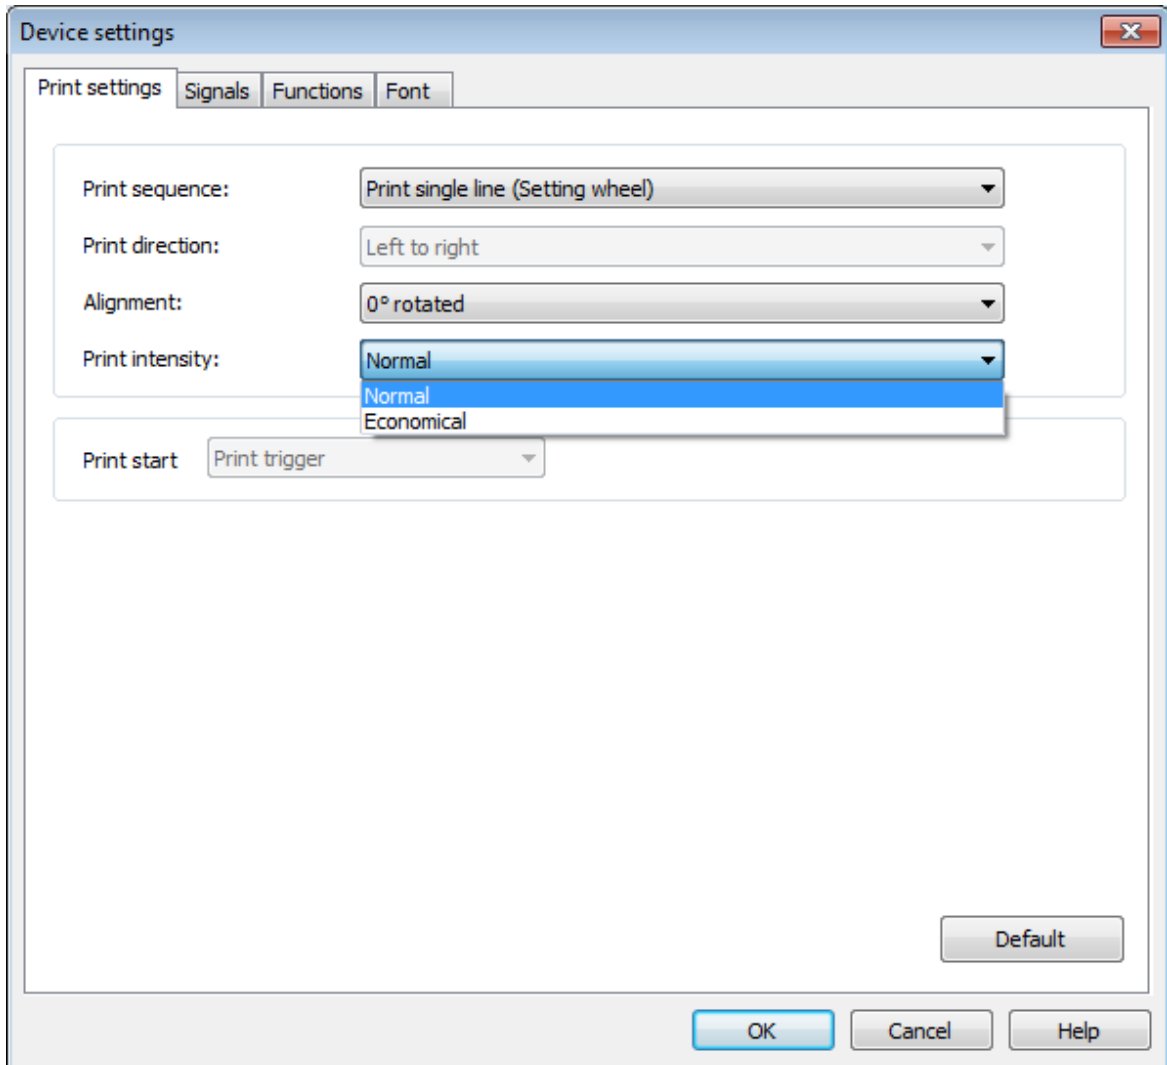 Device settings
Print settings Signals Functions Font
Print sequence: Print single line (Setting wheel)
Print direction: Left to right
Alignment: 0° rotated
Print intensity: Normal
Normal
Economical
Print start Print trigger
Default
OK Cancel Help